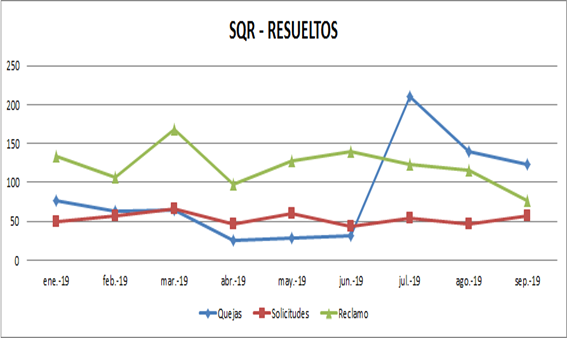 SQR - RESUELTOS
250
200
150
100
50
0
ene.-19 feb.-19 mar.-19 abr.-19 may.-19 jun.-19 jul.-19 ago.-19 sep.-19
Quejas Solicitudes Reclamo